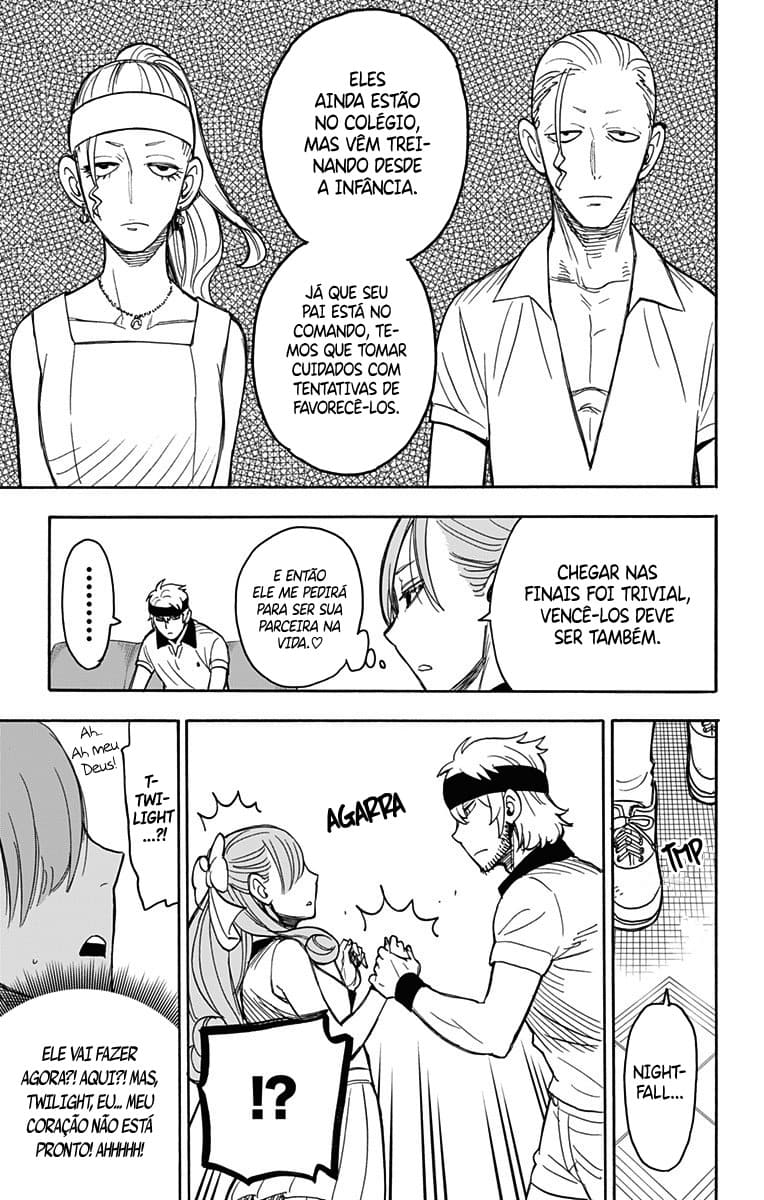 ELES
AINDA ESTÃO
NO COLÉGIO,
MAS VÊM TREI-
NANDO DESDE
A INFÂNCIA.
JÁ QUE SEU
PAI ESTÁ NO
COMANDO, TE-
MOS QUE TOMAR
CUIDADOS COM
TENTATIVAS DE
FAVORECÊ-LOS.
CHEGAR NAS
FINAIS FOI TRIVIAL,
VENCÊ-LOS DEVE
SER TAMBÉM.
E ENTÃO
ELE ME PEDIRÁ
PARA SER SUA
PARCEIRA NA
VIDA.♡
......
TMP
NIGHT-
FALL...
AGARRA
!?
T-
TWI-
LIGHT
...?!
Ah..
Ah meu
Deus!
ELE VAI FAZER
AGORA?! AQUI?! MAS,
TWILIGHT, EU... MEU
CORAÇÃO NÃO ESTÁ
PRONTO! AHHHHH!